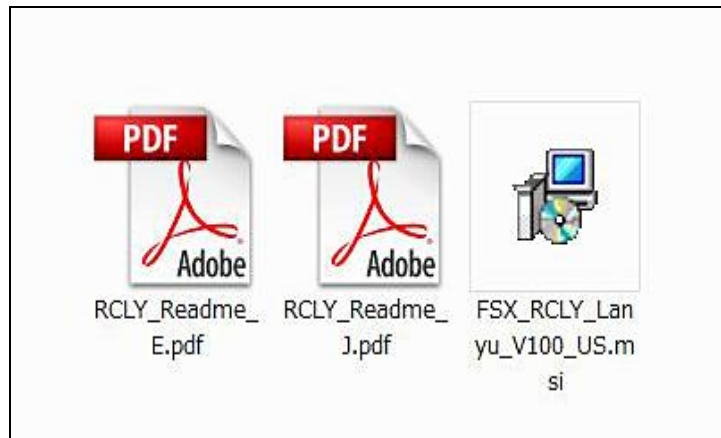 PDF
Adobe
RCLY_Readme_
E.pdf
PDF
Adobe
RCLY_Readme_
J.pdf
FSX_RCLY_Lan
yu_V100_US.m
si